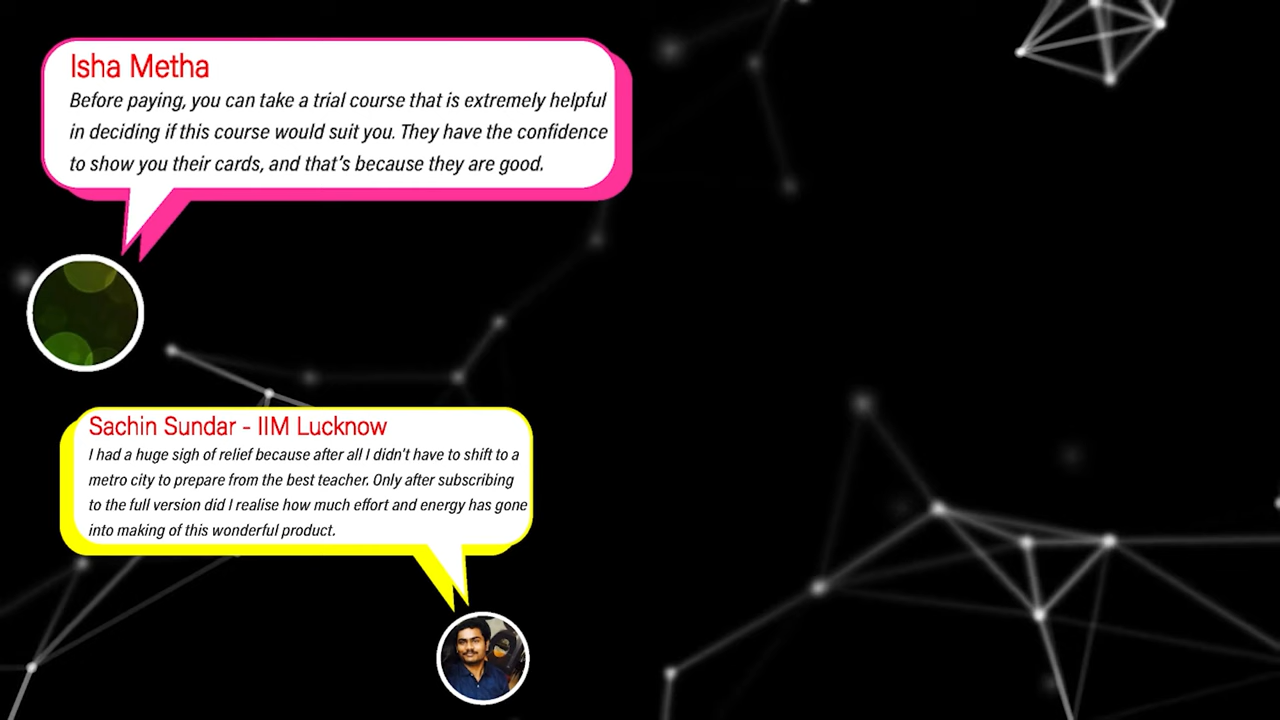 Isha Metha
Before paying, you can take a trial course that is extremely helpful
in deciding if this course would suit you. They have the confidence
to show you their cards, and that's because they are good.
Sachin Sundar - IIM Lucknow
I had a huge sigh of relief because after all I didn't have to shift to a
metro city to prepare from the best teacher. Only after subscribing
to the full version did I realise how much effort and energy has gone
into making of this wonderful product.